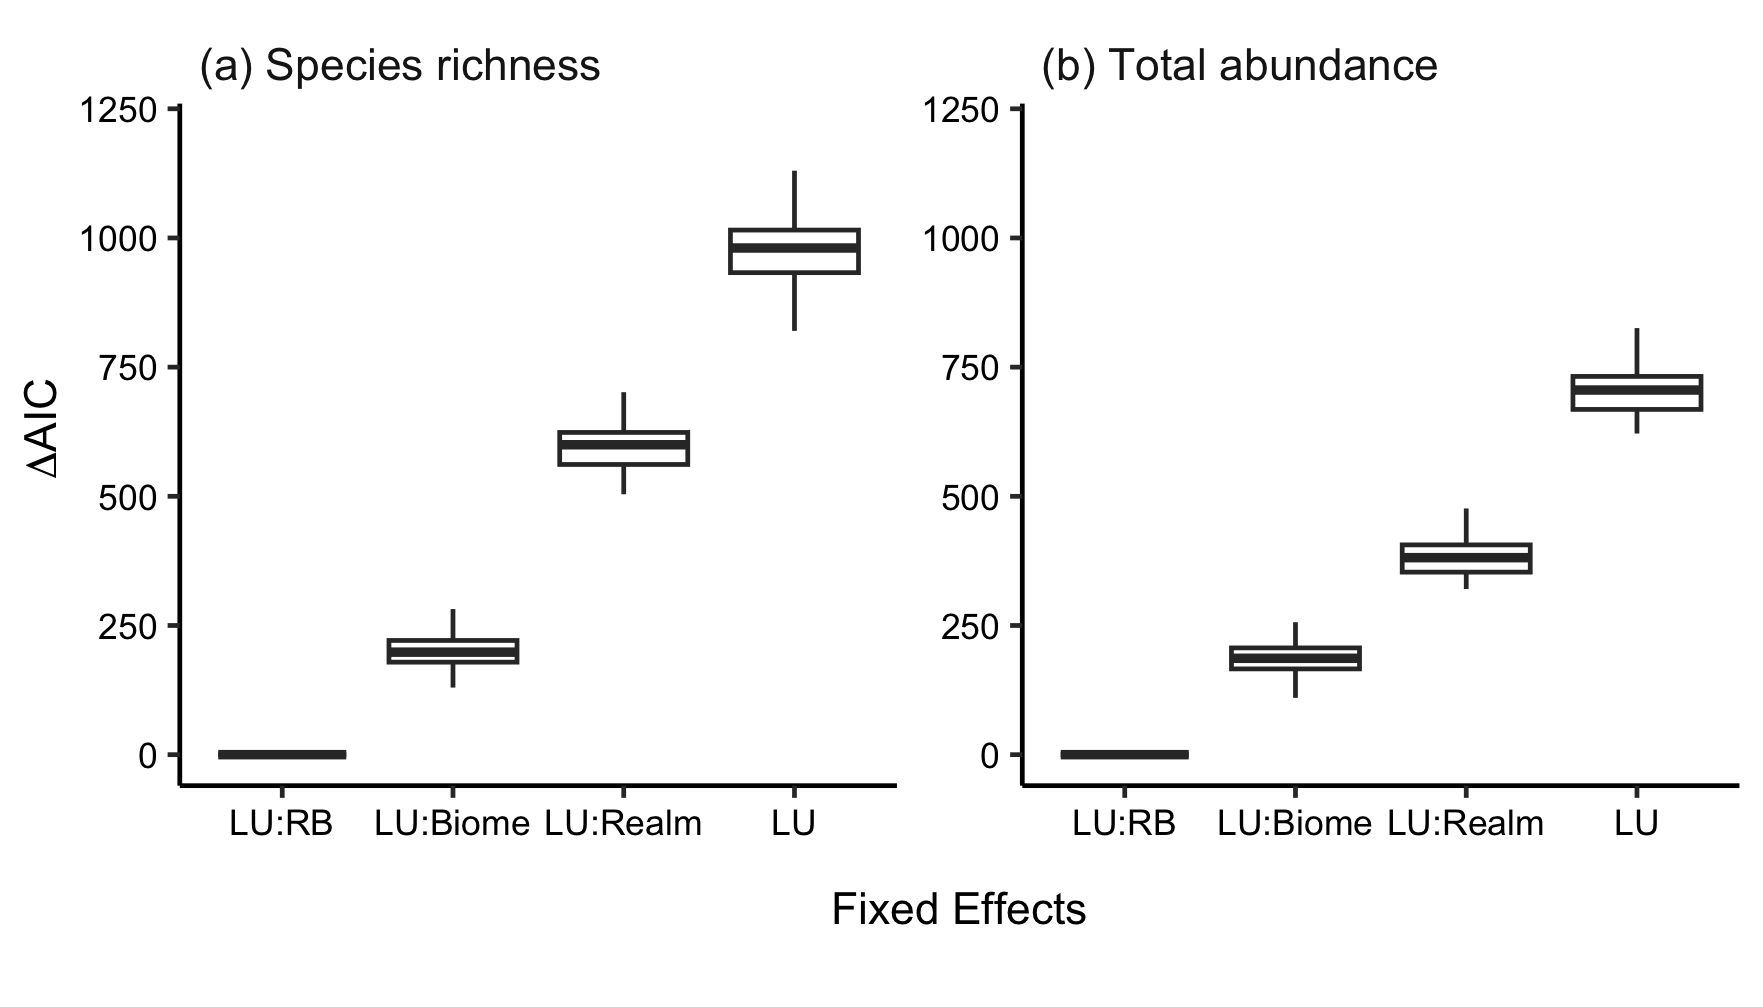 (a) Species richness
(b) Total abundance
ΔAIC
1250
1000
750
500
250
0
1250
1000
750
500
250
0
LU:RB LU:Biome LU:Realm LU
LU:RB LU:Biome LU:Realm LU
Fixed Effects